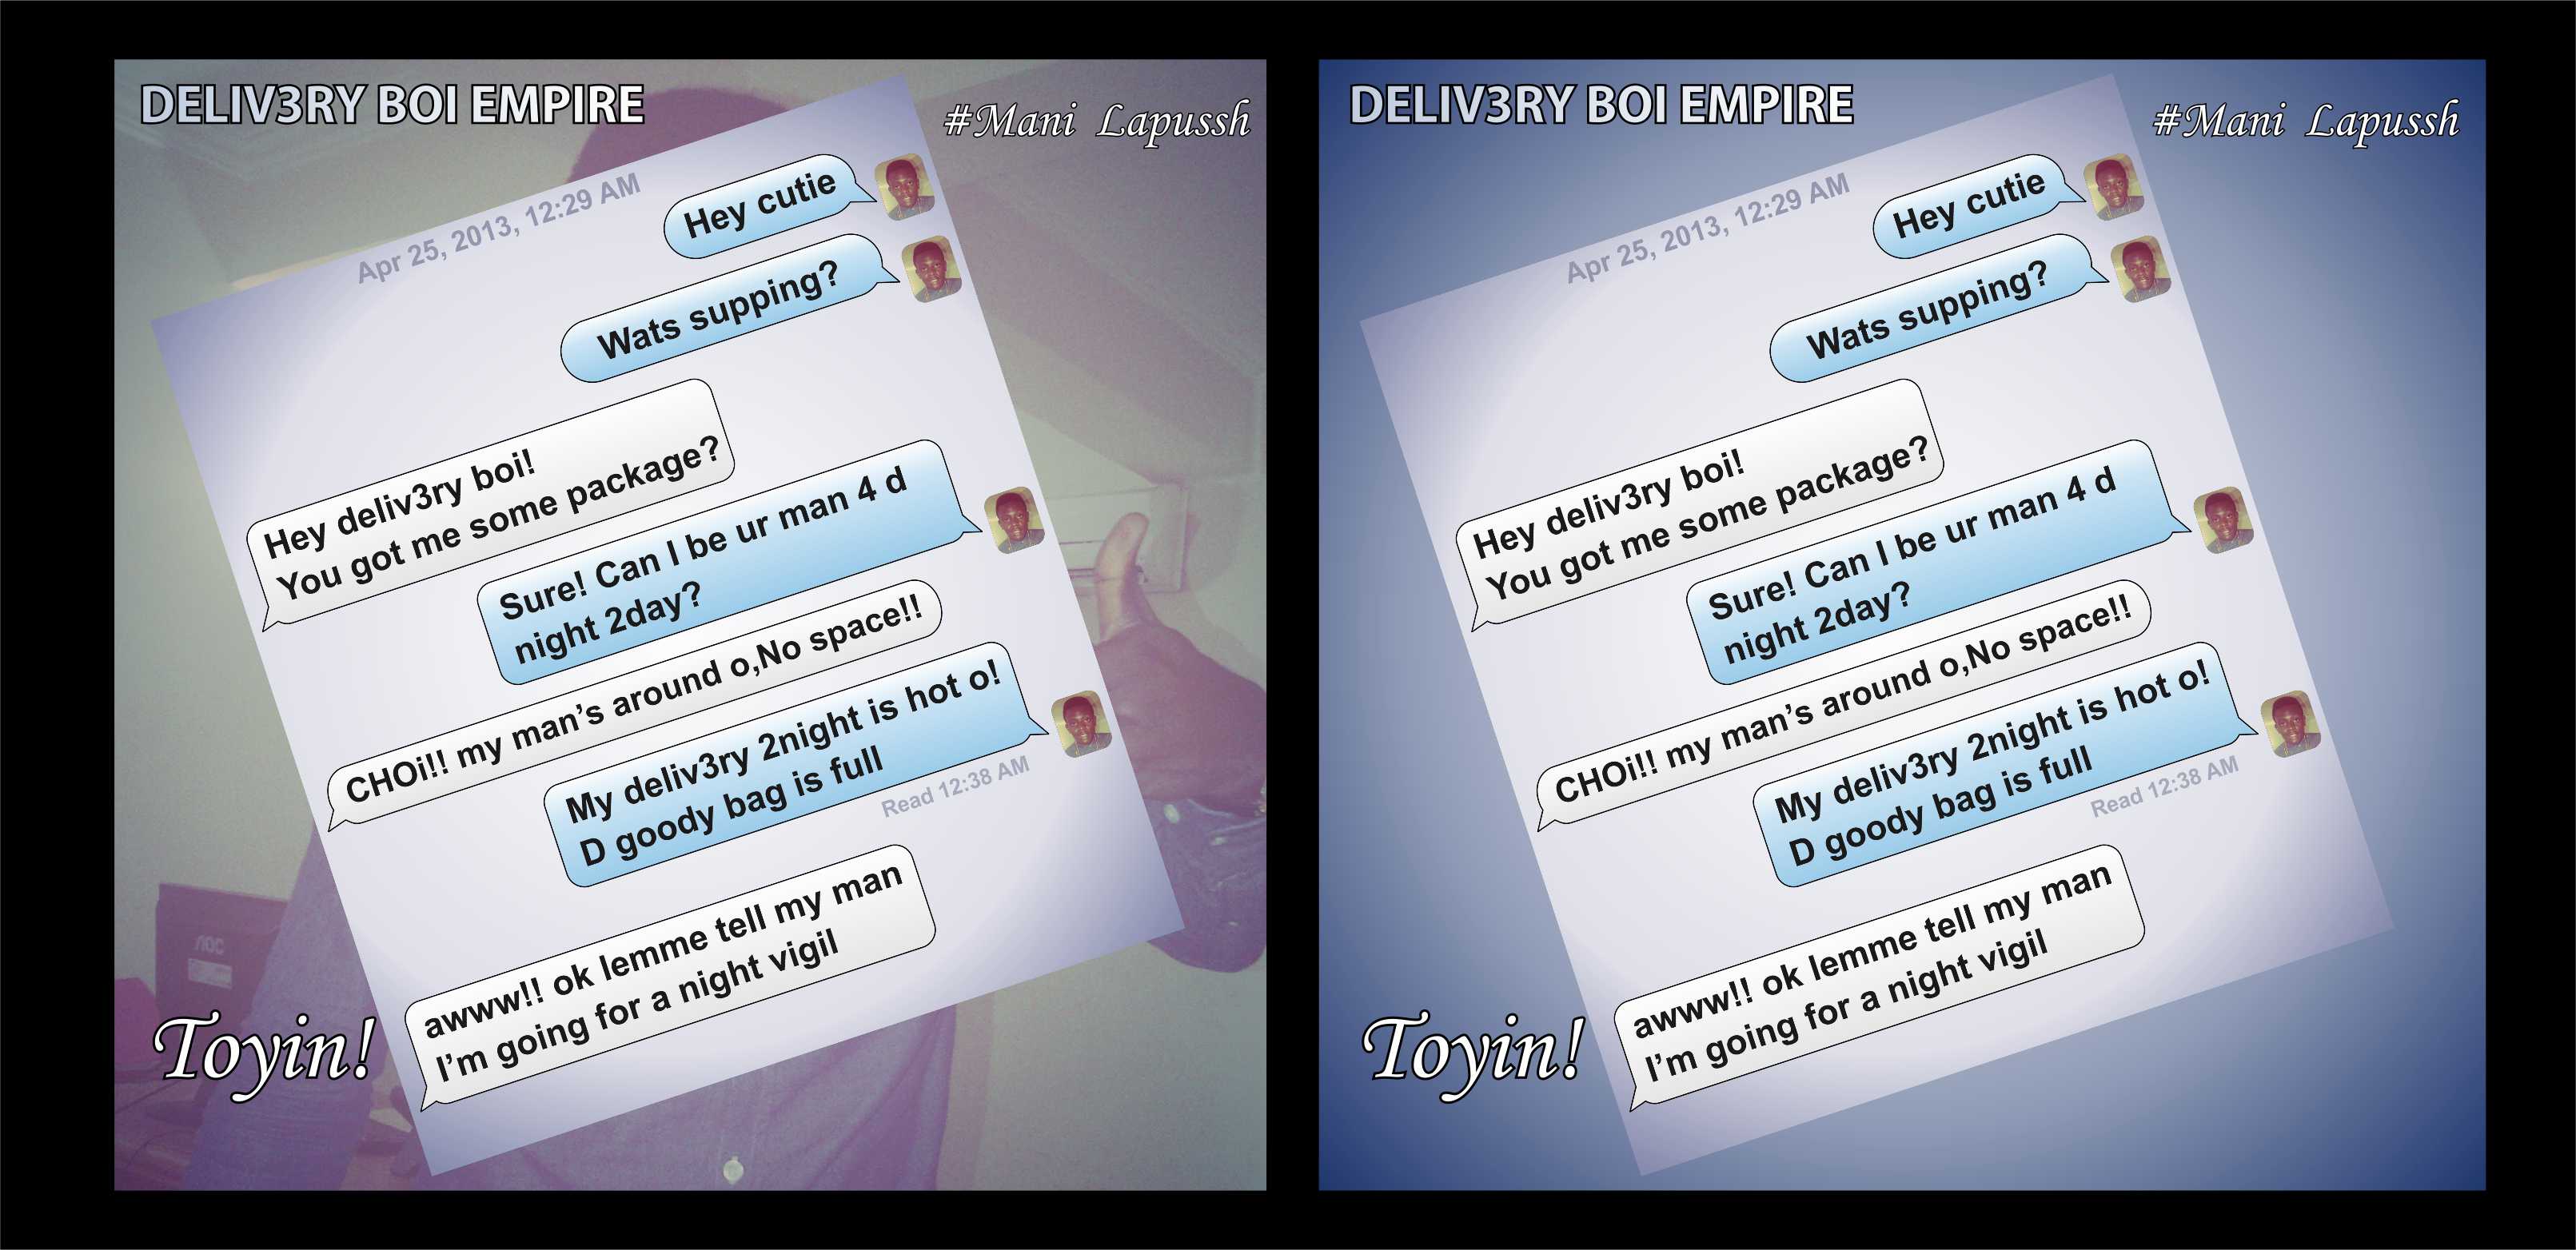 DELIV3RY BOI EMPIRE
#Mani Lapussh
Apr 25, 2013, 12:29 AM
Hey cutie
Wats supping?
Hey deliv3ry boi!
You got me some package?
Sure! Can I be ur man 4 d
night 2day?
CHOi!! my man's around o,No space!!
My deliv3ry 2night is hot o!
D goody bag is full
Read 12:38 AM
awww!! ok lemme tell my man
I'm going for a night vigil
AOC
Toyin!
DELIV3RY BOI EMPIRE
#Mani Lapussh
Apr 25, 2013, 12:29 AM
Hey cutie
Wats supping?
Hey deliv3ry boi!
You got me some package?
Sure! Can I be ur man 4 d
night 2day?
CHOi!! my man's around o,No space!!
My deliv3ry 2night is hot o!
D goody bag is full
Read 12:38 AM
awww!! ok lemme tell my man
I'm going for a night vigil
Toyin!